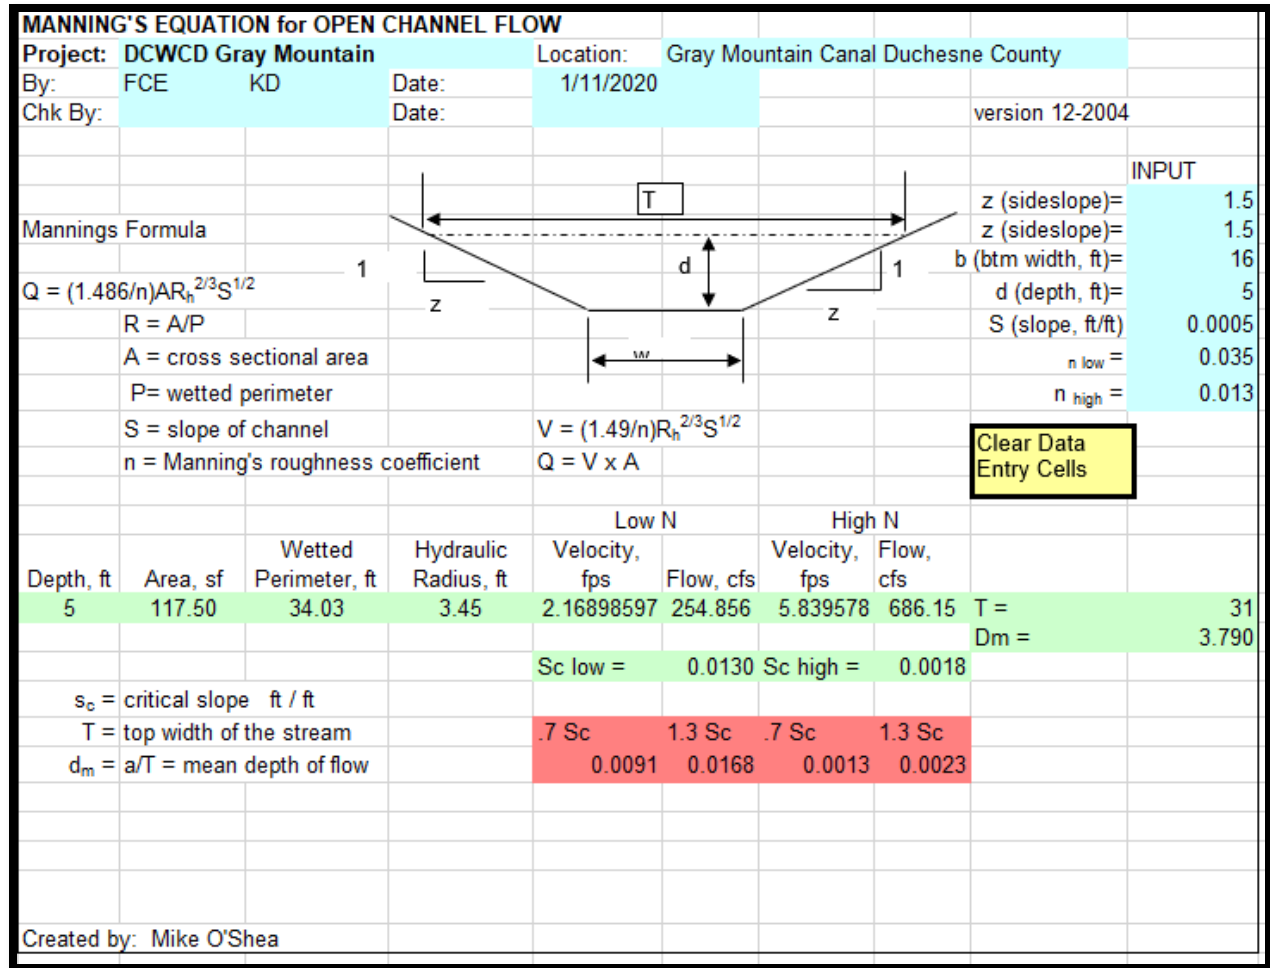 MANNING'S EQUATION for OPEN CHANNEL FLOW
Project: DCWCD Gray Mountain Location: Gray Mountain Canal Duchesne County
By: FCE KD Date: 1/11/2020
Chk By: Date: version 12-2004
INPUT
T z (sideslope)= 1.5
Mannings Formula z (sideslope)= 1.5
1 d 1 b (btm width, ft)= 16
Q = (1.486/n)ARh^2/3S^1/2 z z d (depth, ft)= 5
R = A/P S (slope, ft/ft) 0.0005
A = cross sectional area w n low = 0.035
P= wetted perimeter n high = 0.013
S = slope of channel V = (1.49/n)Rh^2/3S^1/2
n = Manning's roughness coefficient Q = V x A
Clear Data
Entry Cells
Low N High N
Wetted Hydraulic Velocity, Velocity, Flow,
Depth, ft Area, sf Perimeter, ft Radius, ft fps Flow, cfs fps cfs
5 117.50 34.03 3.45 2.16898597 254.856 5.839578 686.15 T = 31
Dm = 3.790
Sc low = 0.0130 Sc high = 0.0018
sc = critical slope ft / ft
T = top width of the stream .7 Sc 1.3 Sc .7 Sc 1.3 Sc
dm = a/T = mean depth of flow 0.0091 0.0168 0.0013 0.0023
Created by: Mike O'Shea